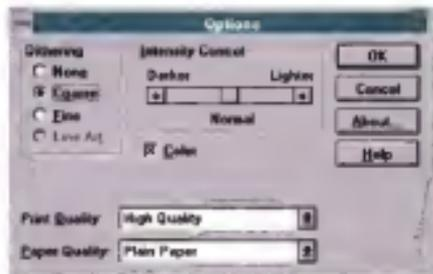 Options
Dithering
None
Coarse
Fine
Line Art
Intensity Control
Darker Lighter
Normal
Color
OK
Cancel
About...
Help
Print Quality: High Quality
Paper Quality: Plain Paper